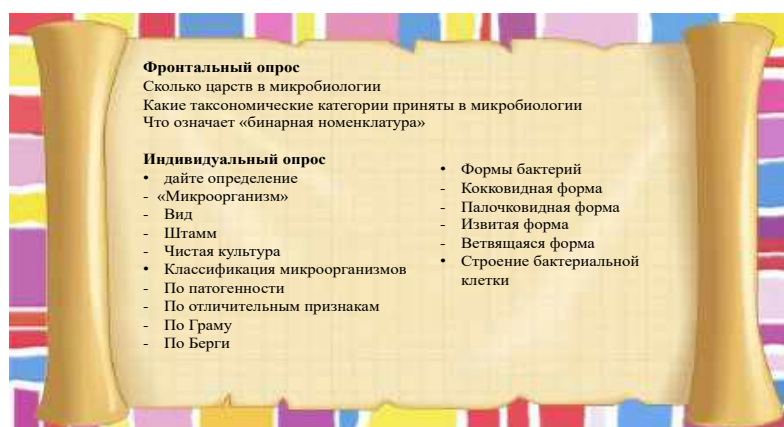 Фронтальный опрос
Сколько царств в микробиологии
Какие таксономические категории приняты в микробиологии
Что означает «бинарная номенклатура»
Индивидуальный опрос
• дайте определение
- «Микроорганизм»
- Вид
- Штамм
- Чистая культура
• Классификация микроорганизмов
- По патогенности
- По отличительным признакам
- По Граму
- По Берги
• Формы бактерий
- Кокковидная форма
- Палочковидная форма
- Извитая форма
- Ветвящаяся форма
• Строение бактериальной
клетки